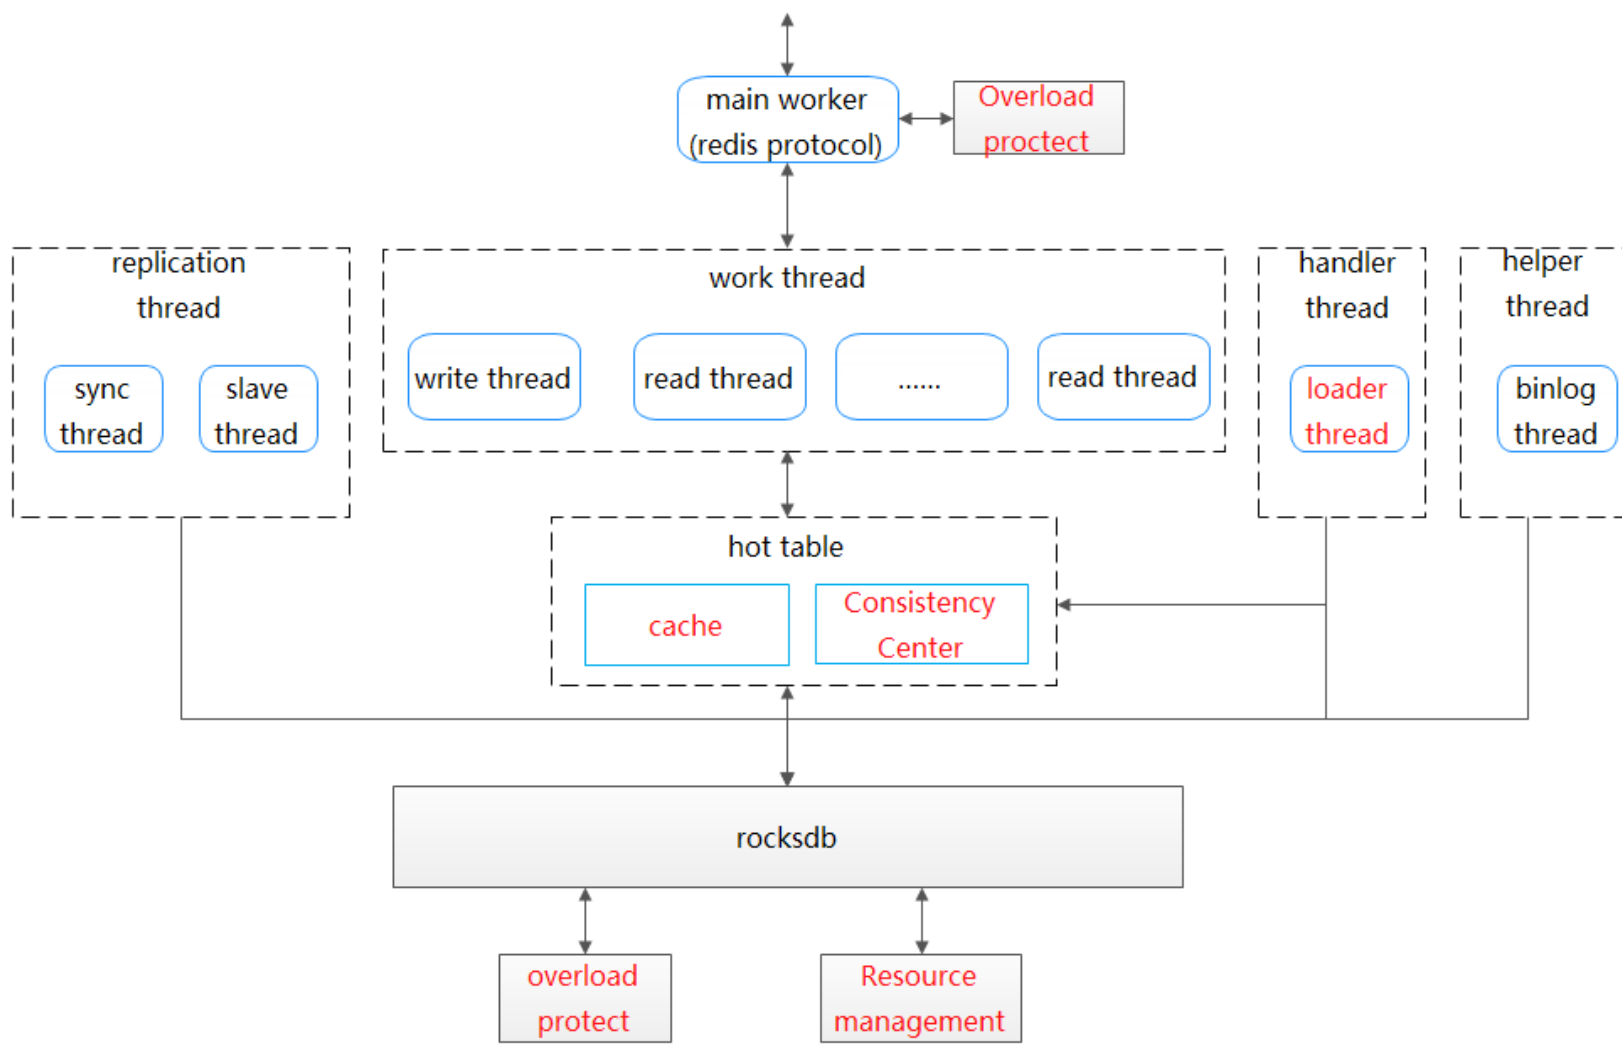 main worker
(redis protocol)
Overload
proctect
replication
thread
sync
thread
slave
thread
work thread
write thread
read thread
......
read thread
handler
thread
loader
thread
helper
thread
binlog
thread
hot table
cache
Consistency
Center
rocksdb
overload
protect
Resource
management